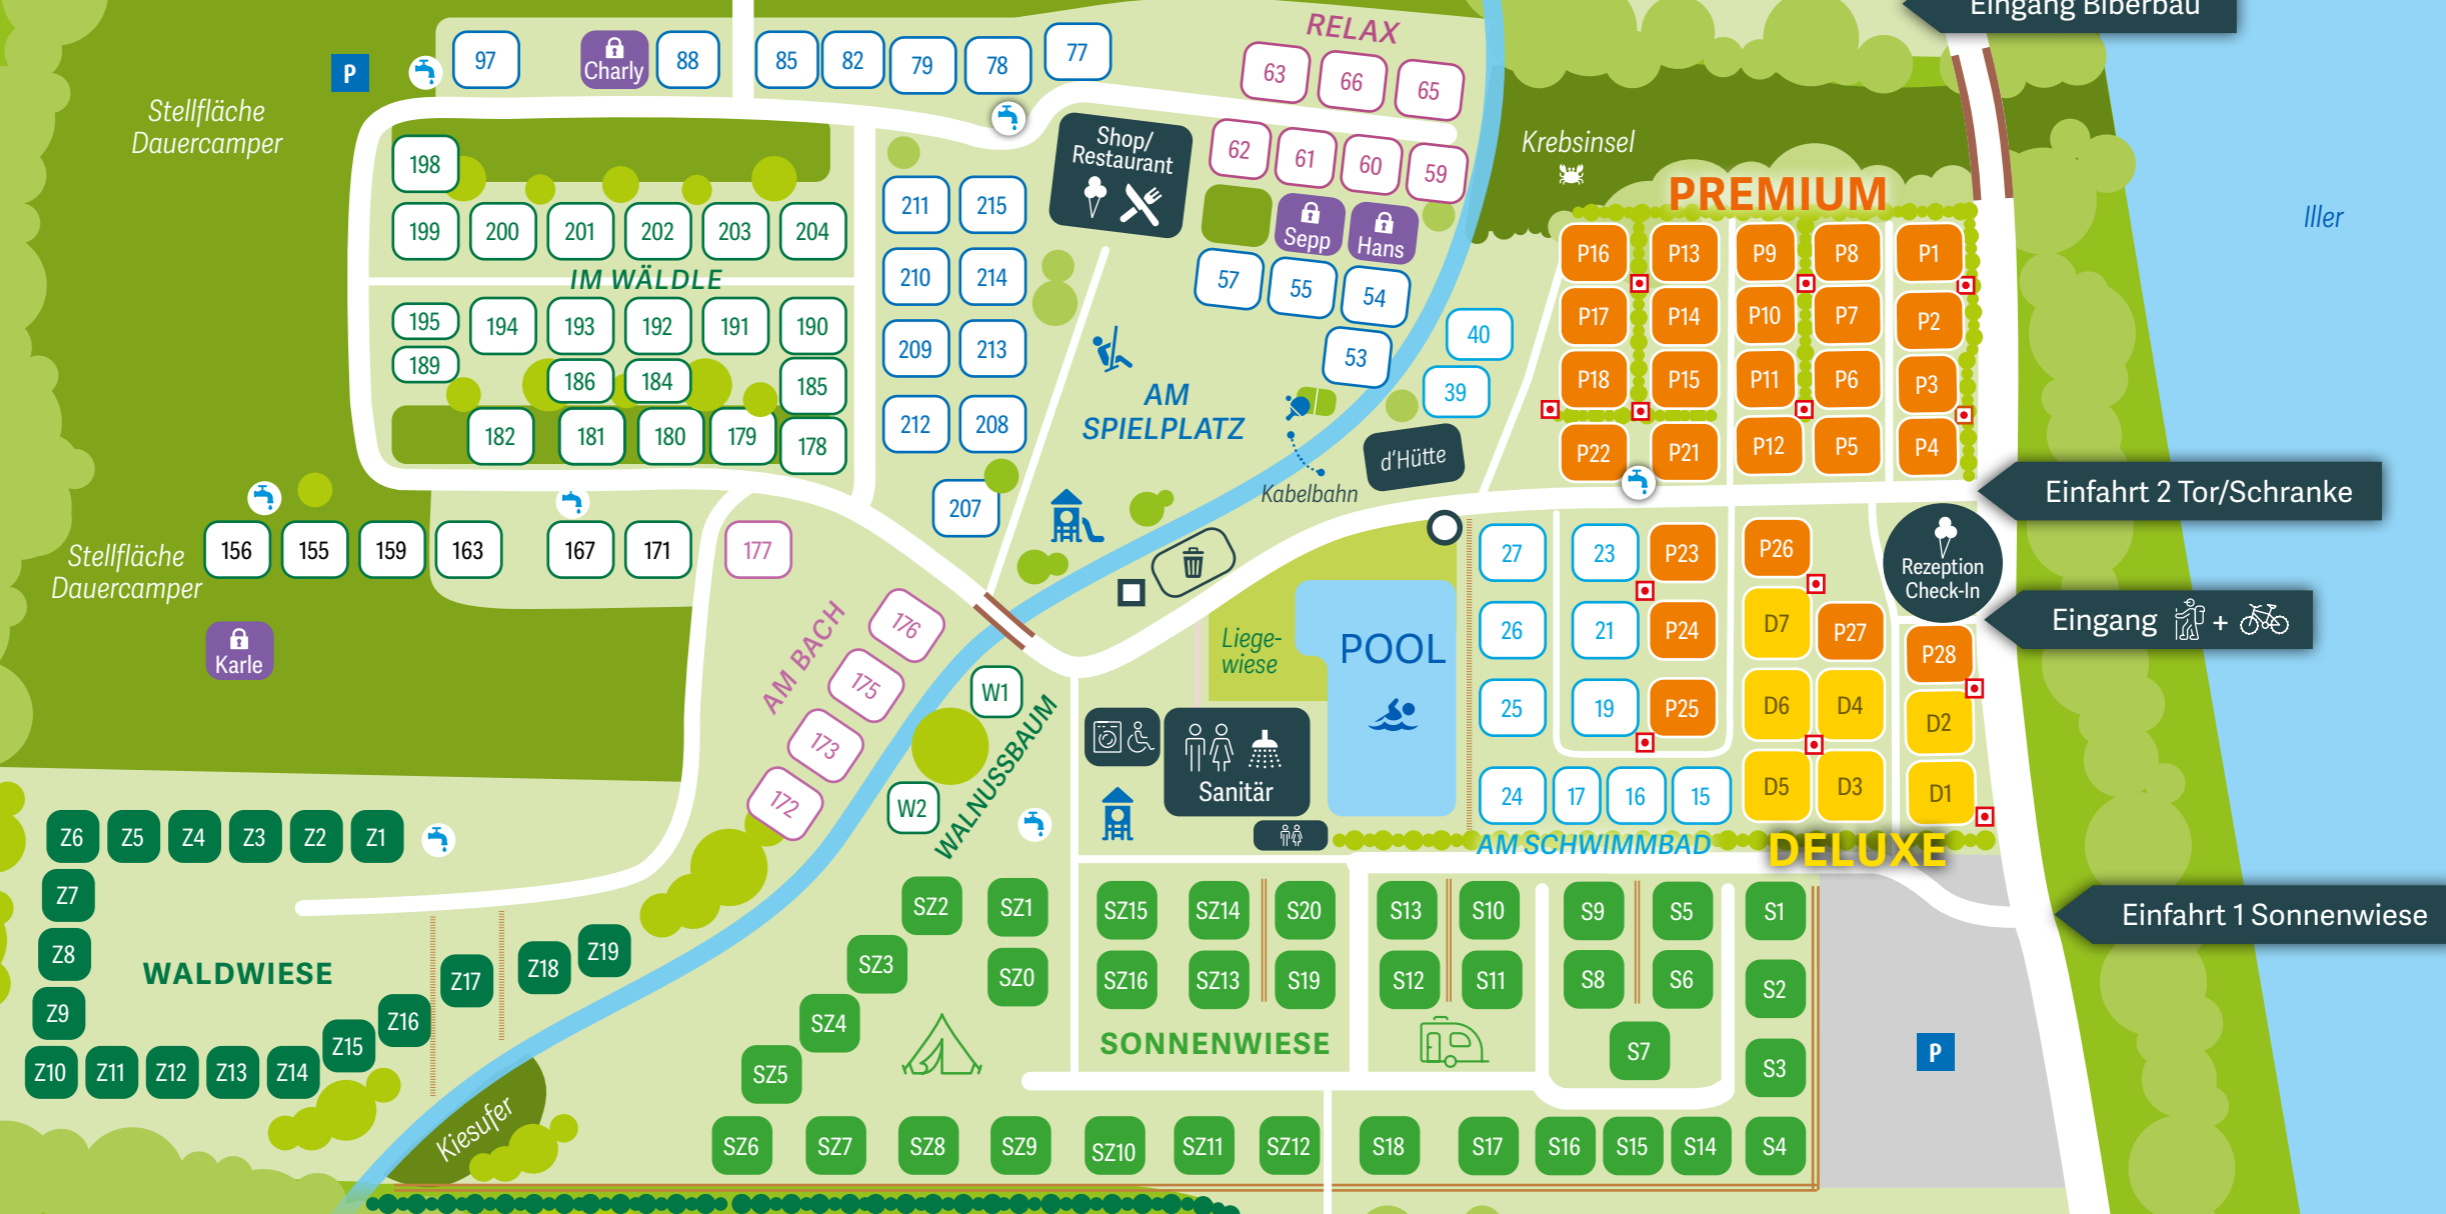 Eingang Biberbau
RELAX
P
97
Charly
88
85
82
79
78
77
63
66
65
Stellfläche
Dauercamper
198
Shop/
Restaurant
62
61
60
59
Krebsinsel
PREMIUM
Iller
199
200
201
202
203
204
211
215
Sepp
Hans
P16
P13
P9
P8
P1
IM WÄLDLE
210
214
57
55
54
195
194
193
192
191
190
P17
P14
P10
P7
P2
189
186
184
185
209
213
53
40
39
P18
P15
P11
P6
P3
AM
SPIELPLATZ
182
181
180
179
178
212
208
d'Hütte
P22
P21
P12
P5
P4
Kabelbahn
207
Einfahrt 2 Tor/Schranke
Stellfläche
Dauercamper
156
155
159
163
167
171
177
27
23
P23
P26
Rezeption
Check-In
Karle
AM BACH
176
175
173
172
Liege-
wiese
POOL
26
21
P24
D7
P27
P28
Eingang +
W1
W2
WALNUSSBAUM
Sanitär
25
19
P25
D6
D4
D2
24
17
16
15
D5
D3
D1
AM SCHWIMMBAD
DELUXE
Z6
Z5
Z4
Z3
Z2
Z1
Z7
Z8
Z9
WALDWIESE
Z10
Z11
Z12
Z13
Z14
Z15
Z16
Z17
Z18
Z19
Kiesufer
SZ2
SZ1
SZ15
SZ14
S20
S13
S10
S9
S5
S1
Einfahrt 1 Sonnenwiese
SZ3
SZ0
SZ16
SZ13
S19
S12
S11
S8
S6
S2
SZ4
SONNENWIESE
S7
P
SZ5
S3
SZ6
SZ7
SZ8
SZ9
SZ10
SZ11
SZ12
S18
S17
S16
S15
S14
S4